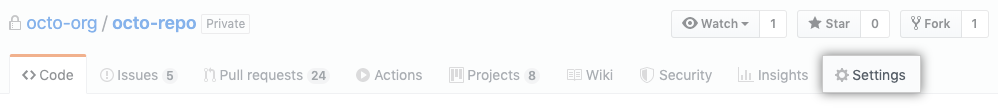 octo-org / octo-repo Private Watch 1 Star 0 Fork 1
Code Issues 5 Pull requests 24 Actions Projects 8 Wiki Security Insights Settings